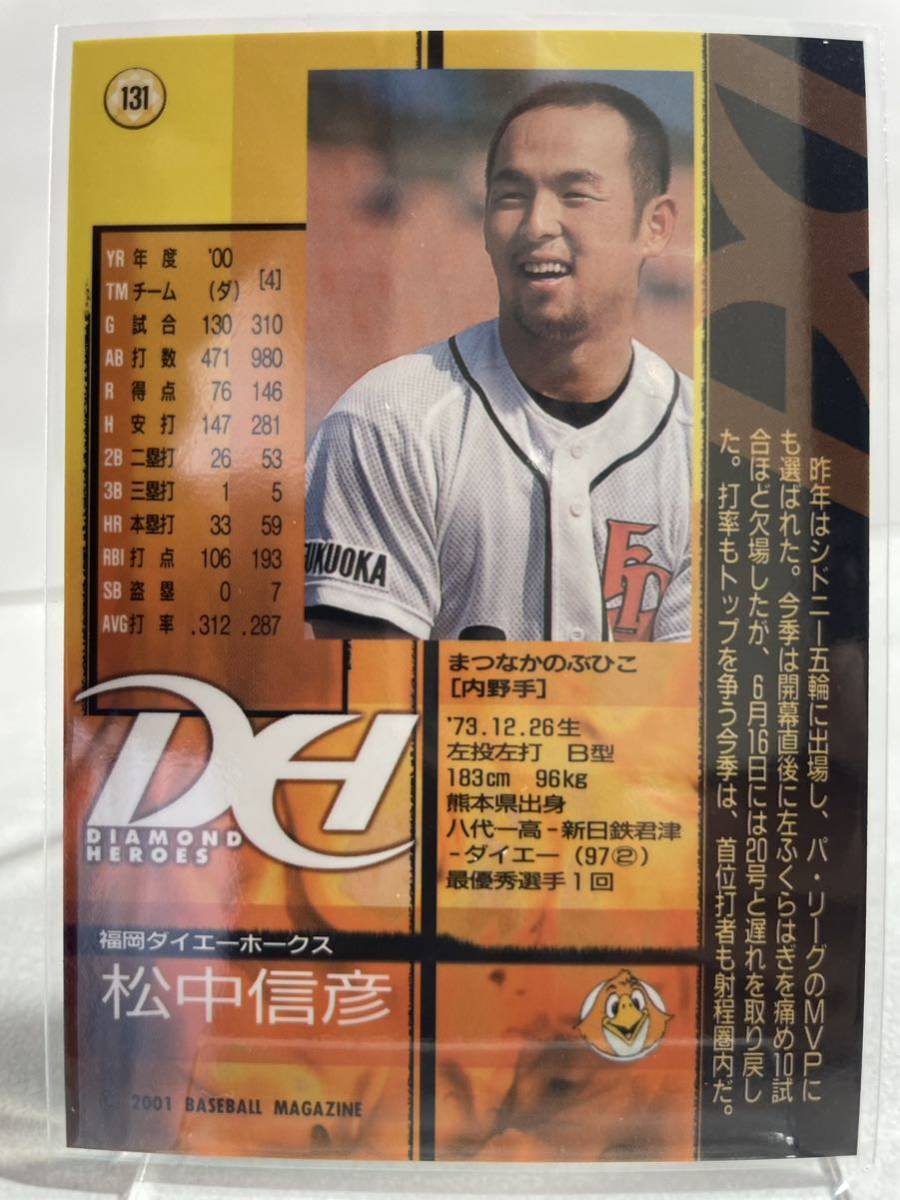 131
YR 年度 '00
TM チーム (ダ) [4]
G 試合 130 310
AB 打数 471 980
R 得点 76 146
H 安打 147 281
2B 二塁打 26 53
3B 三塁打 1 5
HR 本塁打 33 59
RBI 打点 106 193
SB 盗塁 0 7
AVG 打率 .312 .287
FUKUOKA
FD
まつなかのぶひこ
[内野手]
'73.12.26生
左投左打 B型
183cm 96kg
熊本県出身
八代一高-新日鉄君津
-ダイエー(97②)
最優秀選手1回
DH
DIAMOND
HEROES
福岡ダイエーホークス
松中信彦
© 2001 BASEBALL MAGAZINE
昨年はシドニー五輪に出場し、パ・リーグのMVPに
も選ばれた。今季は開幕直後に左ふくらはぎを痛め10試
合ほど欠場したが、6月16日には20号と遅れを取り戻し
た。打率もトップを争う今季は、首位打者も射程圏内だ。